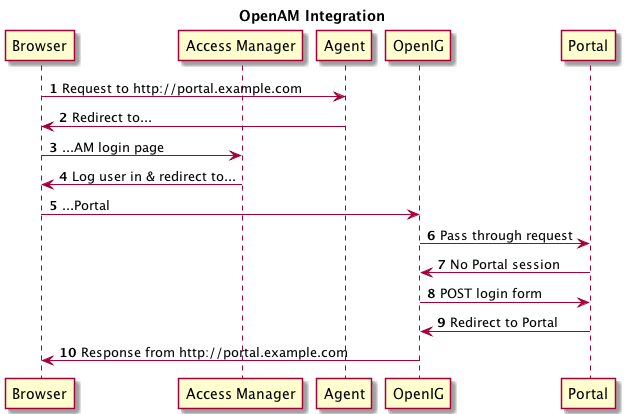 OpenAM Integration
Browser Access Manager Agent OpenIG Portal
1 Request to http://portal.example.com
2 Redirect to...
3 ...AM login page
4 Log user in & redirect to...
5 ...Portal
6 Pass through request
7 No Portal session
8 POST login form
9 Redirect to Portal
10 Response from http://portal.example.com
Browser Access Manager Agent OpenIG Portal